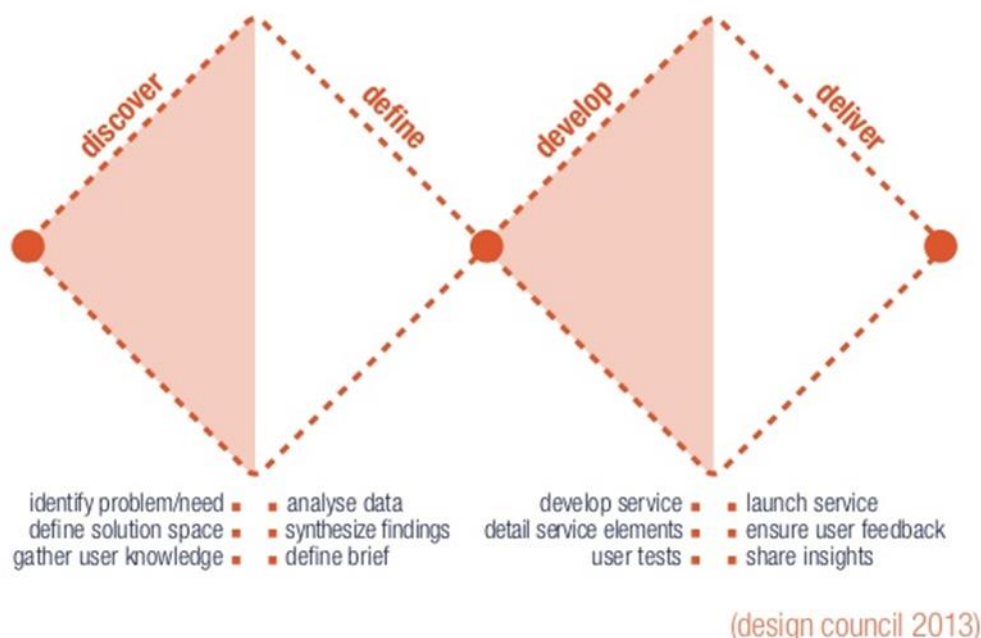 discover
define
develop
deliver
identify problem/need
define solution space
gather user knowledge
analyse data
synthesize findings
define brief
develop service
detail service elements
user tests
launch service
ensure user feedback
share insights
(design council 2013)